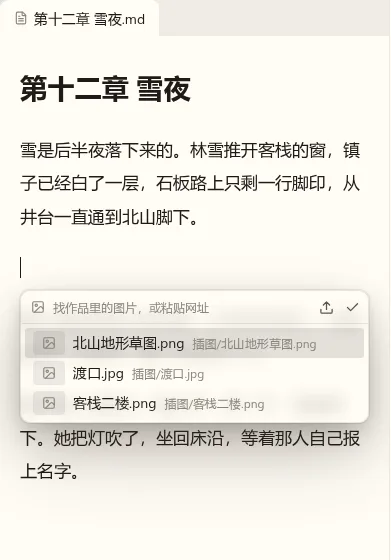 第十二章 雪夜.md
第十二章 雪夜
雪是后半夜落下来的。林雪推开客栈的窗，镇
子已经白了一层，石板路上只剩一行脚印，从
井台一直通到北山脚下。
找作品里的图片，或粘贴网址
北山地形草图.png 插图/北山地形草图.png
渡口.jpg 插图/渡口.jpg
客栈二楼.png 插图/客栈二楼.png
下。她把灯吹了，坐回床沿，等着那人自己报
上名字。